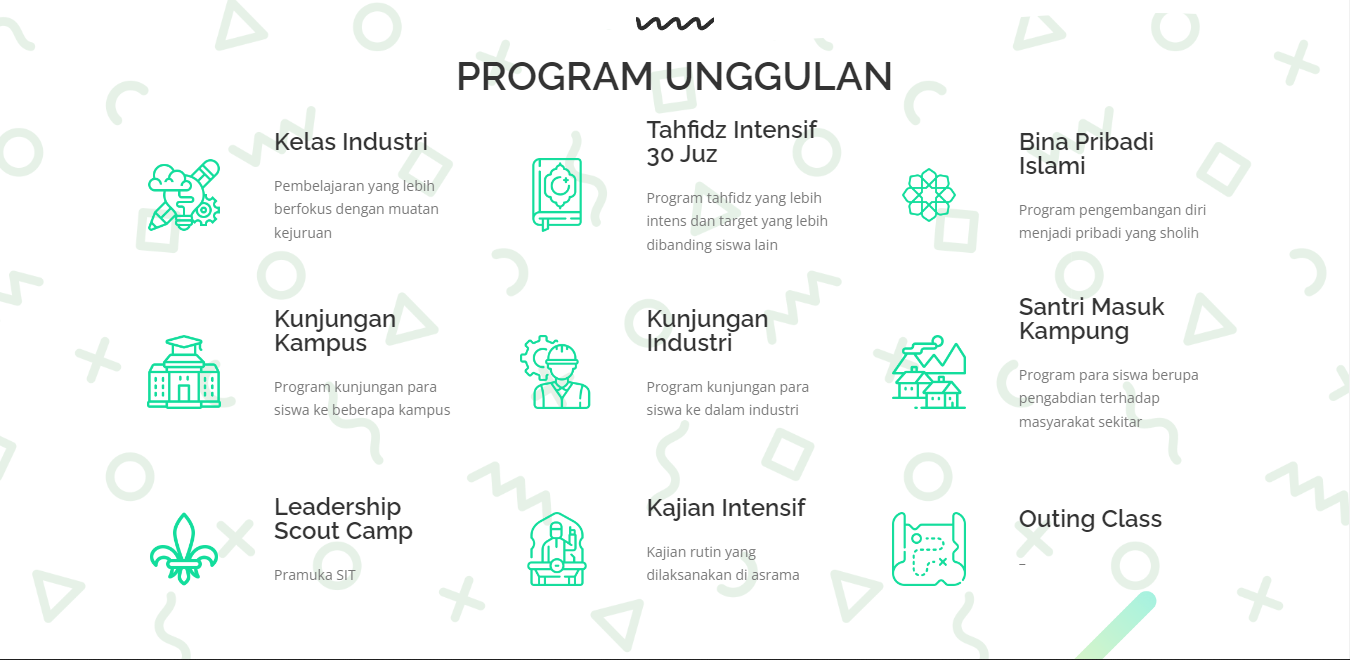 PROGRAM UNGGULAN
Kelas Industri
Pembelajaran yang lebih
berfokus dengan muatan
kejuruan
Tahfidz Intensif
30 Juz
Program tahfidz yang lebih
intens dan target yang lebih
dibanding siswa lain
Bina Pribadi
Islami
Program pengembangan diri
menjadi pribadi yang sholih
Kunjungan
Kampus
Program kunjungan para
siswa ke beberapa kampus
Kunjungan
Industri
Program kunjungan para
siswa ke dalam industri
Santri Masuk
Kampung
Program para siswa berupa
pengabdian terhadap
masyarakat sekitar
Leadership
Scout Camp
Pramuka SIT
Kajian Intensif
Kajian rutin yang
dilaksanakan di asrama
Outing Class
–